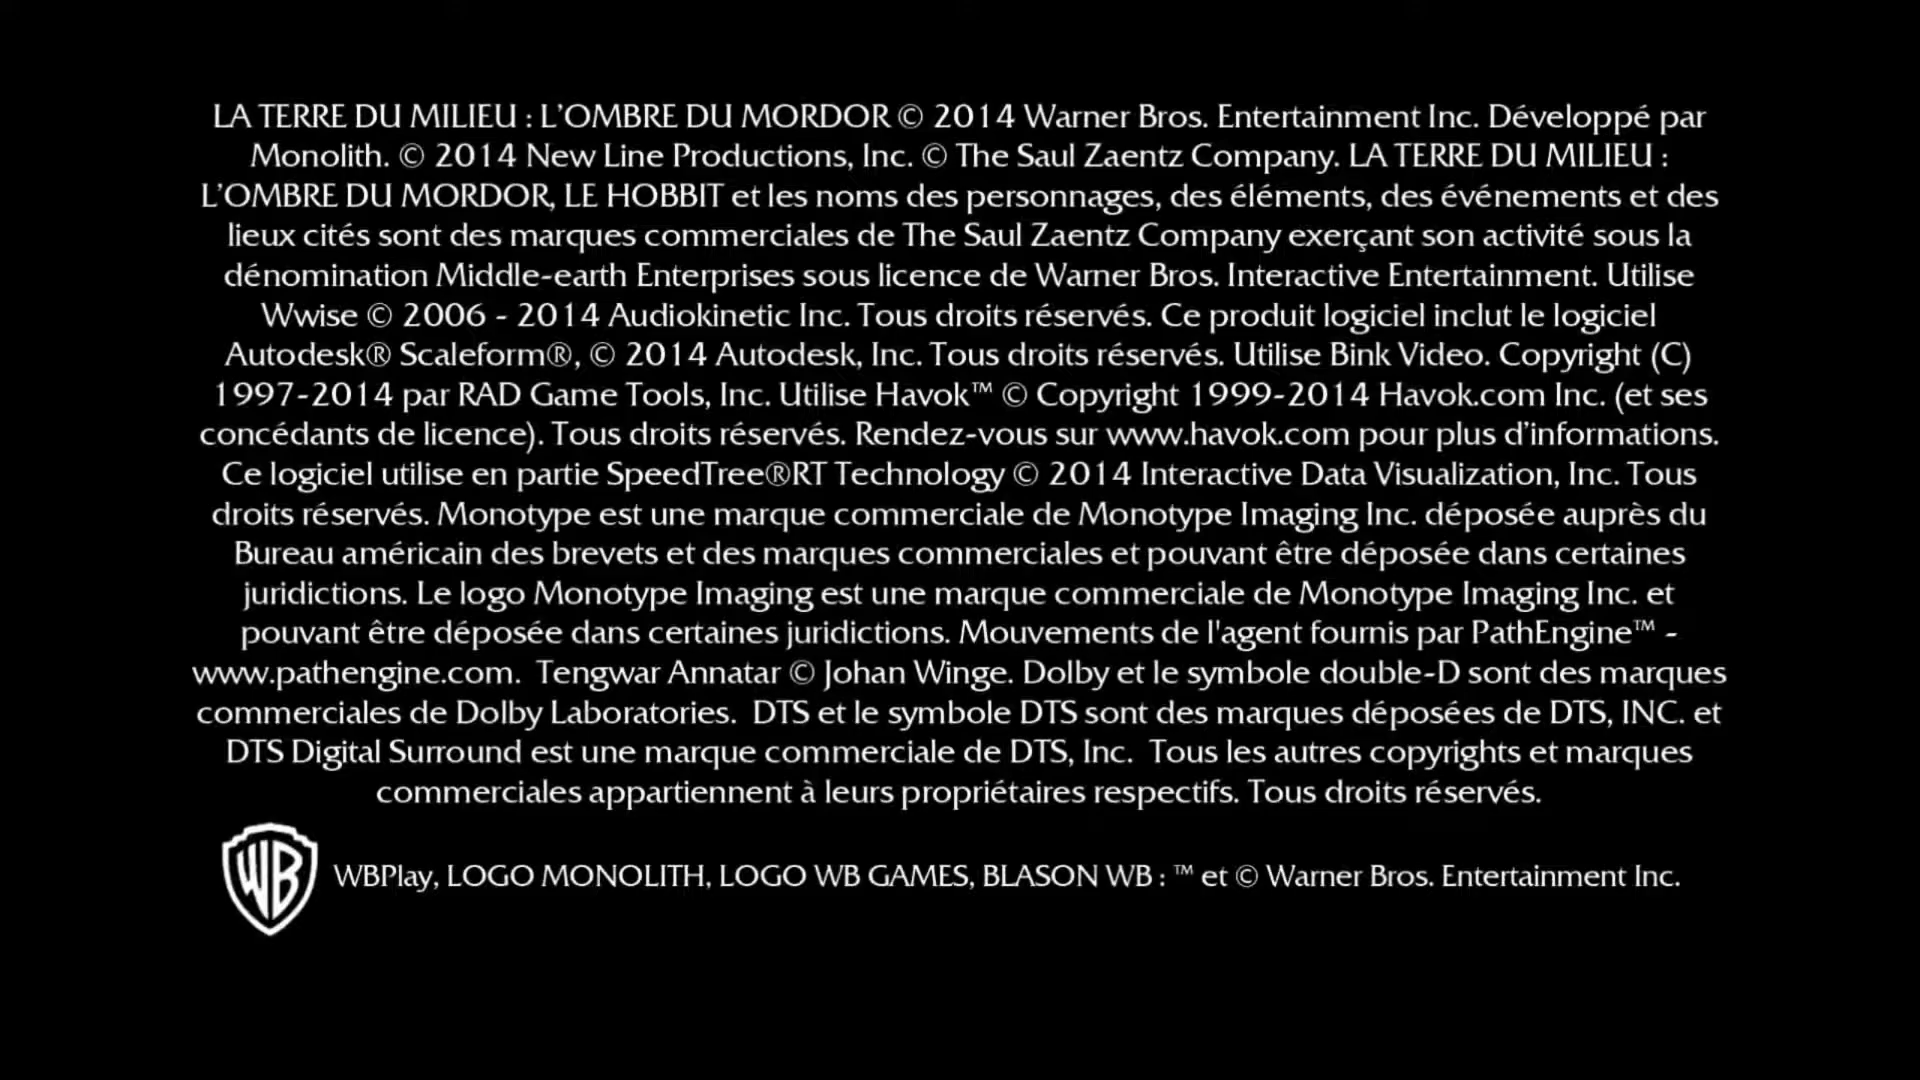 LA TERRE DU MILIEU : L’OMBRE DU MORDOR © 2014 Warner Bros. Entertainment Inc. Développé par
Monolith. © 2014 New Line Productions, Inc. © The Saul Zaentz Company. LA TERRE DU MILIEU :
L’OMBRE DU MORDOR, LE HOBBIT et les noms des personnages, des éléments, des événements et des
lieux cités sont des marques commerciales de The Saul Zaentz Company exerçant son activité sous la
dénomination Middle-earth Enterprises sous licence de Warner Bros. Interactive Entertainment. Utilise
Wwise © 2006 - 2014 Audiokinetic Inc. Tous droits réservés. Ce produit logiciel inclut le logiciel
Autodesk® Scaleform®, © 2014 Autodesk, Inc. Tous droits réservés. Utilise Bink Video. Copyright (C)
1997-2014 par RAD Game Tools, Inc. Utilise Havok™ © Copyright 1999-2014 Havok.com Inc. (et ses
concédants de licence). Tous droits réservés. Rendez-vous sur www.havok.com pour plus d’informations.
Ce logiciel utilise en partie SpeedTree®RT Technology © 2014 Interactive Data Visualization, Inc. Tous
droits réservés. Monotype est une marque commerciale de Monotype Imaging Inc. déposée auprès du
Bureau américain des brevets et des marques commerciales et pouvant être déposée dans certaines
juridictions. Le logo Monotype Imaging est une marque commerciale de Monotype Imaging Inc. et
pouvant être déposée dans certaines juridictions. Mouvements de l'agent fournis par PathEngine™ -
www.pathengine.com.  Tengwar Annatar © Johan Winge. Dolby et le symbole double-D sont des marques
commerciales de Dolby Laboratories.  DTS et le symbole DTS sont des marques déposées de DTS, INC. et
DTS Digital Surround est une marque commerciale de DTS, Inc.  Tous les autres copyrights et marques
commerciales appartiennent à leurs propriétaires respectifs. Tous droits réservés.
WB WBPlay, LOGO MONOLITH, LOGO WB GAMES, BLASON WB : ™ et © Warner Bros. Entertainment Inc.